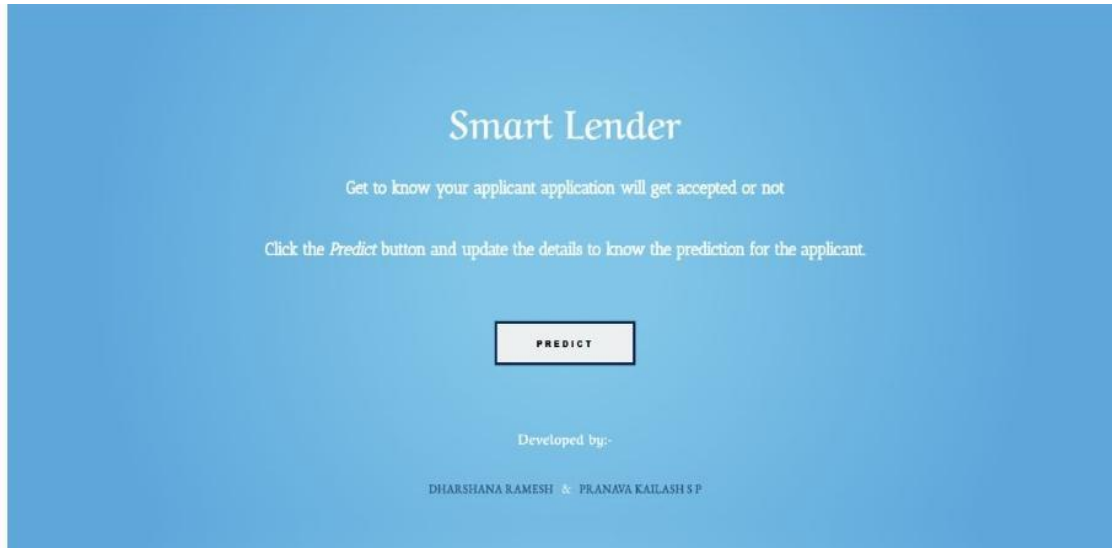 Smart Lender
Get to know your applicant application will get accepted or not
Click the Predict button and update the details to know the prediction for the applicant.
PREDICT
Developed by:-
DHARSHANA RAMESH & PRANAVA KAILASH S P